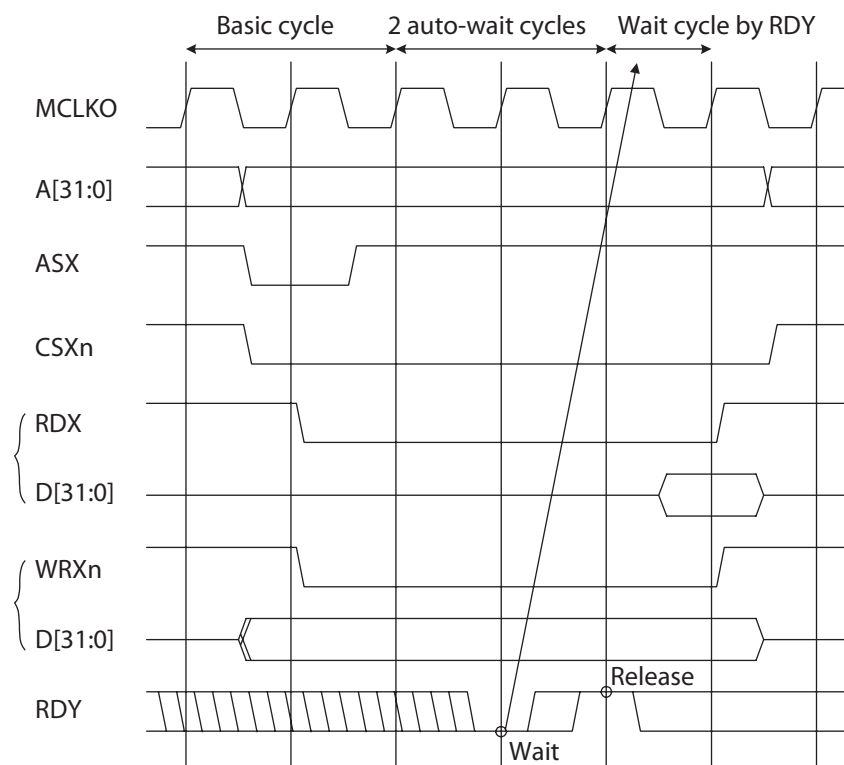 Basic cycle 2 auto-wait cycles Wait cycle by RDY
MCLKO
A[31:0]
ASX
CSXn
RDX
D[31:0]
WRXn
D[31:0]
Release
RDY
Wait